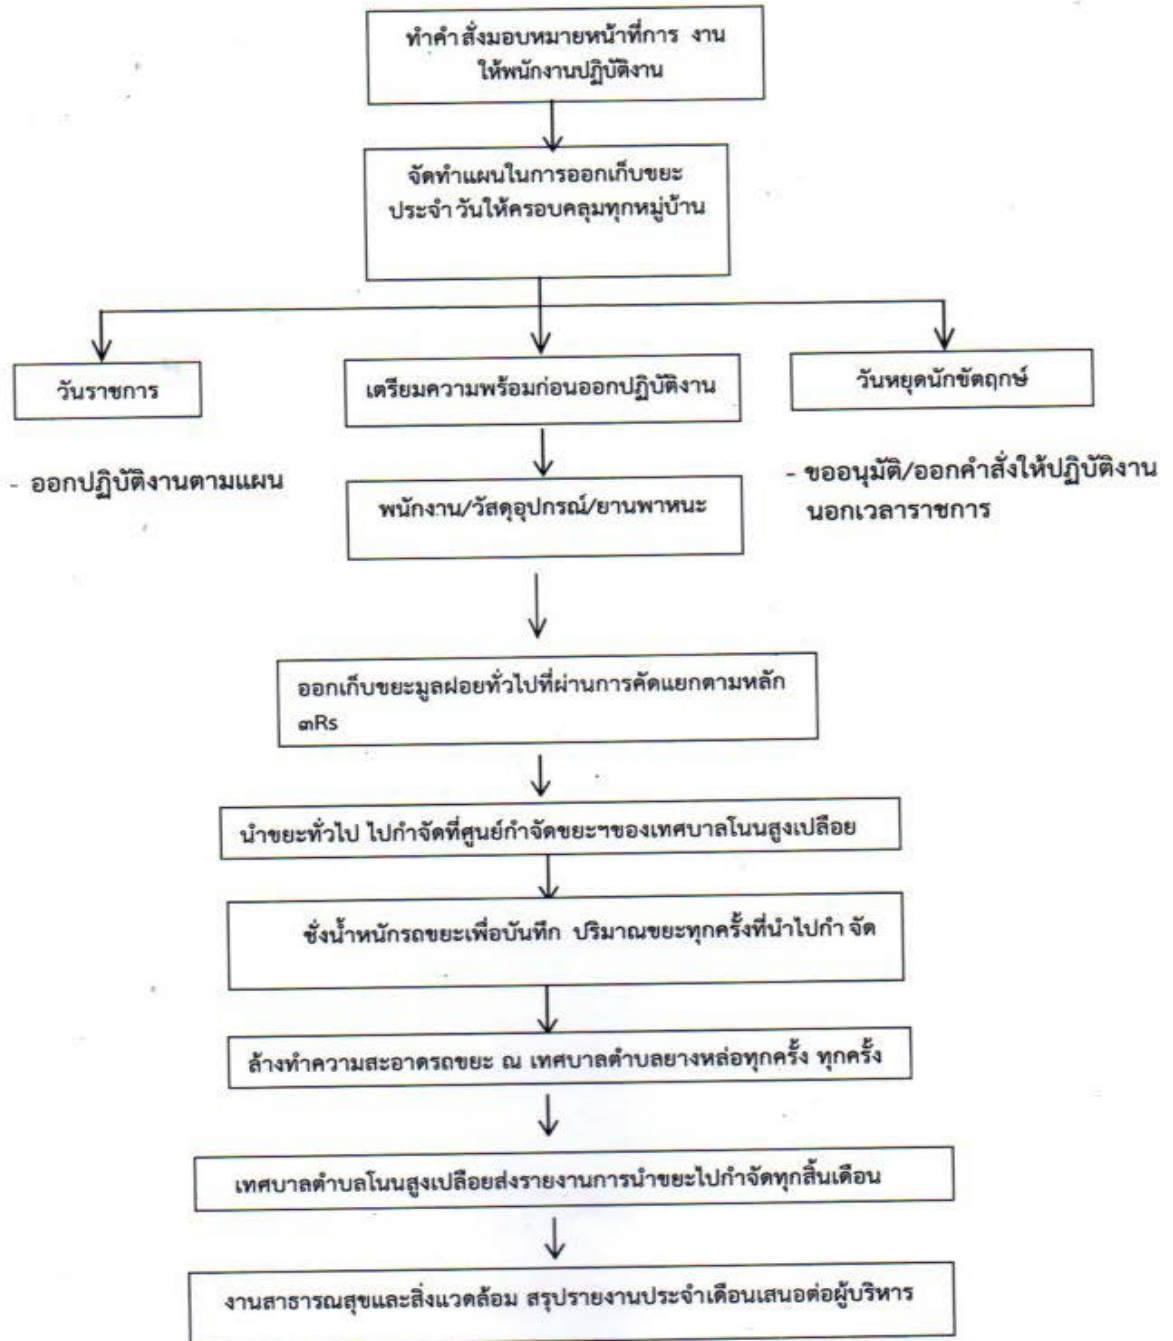 ทำคำสั่งมอบหมายหน้าที่การ งาน
ให้พนักงานปฏิบัติงาน
จัดทำแผนในการออกเก็บขยะ
ประจำวันให้ครอบคลุมทุกหมู่บ้าน
วันราชการ
เตรียมความพร้อมก่อนออกปฏิบัติงาน
วันหยุดนักขัตฤกษ์
- ออกปฏิบัติงานตามแผน
พนักงาน/วัสดุอุปกรณ์/ยานพาหนะ
- ขออนุมัติ/ออกคำสั่งให้ปฏิบัติงาน
นอกเวลาราชการ
ออกเก็บขยะมูลฝอยทั่วไปที่ผ่านการคัดแยกตามหลัก
๓Rs
นำขยะทั่วไป ไปกำจัดที่ศูนย์กำจัดขยะฯของเทศบาลโนนสูงเปลือย
ชั่งน้ำหนักรถขยะเพื่อบันทึก ปริมาณขยะทุกครั้งที่นำไปกำ จัด
ล้างทำความสะอาดรถขยะ ณ เทศบาลตำบลยางหล่อทุกครั้ง ทุกครั้ง
เทศบาลตำบลโนนสูงเปลือยส่งรายงานการนำขยะไปกำจัดทุกสิ้นเดือน
งานสาธารณสุขและสิ่งแวดล้อม สรุปรายงานประจำเดือนเสนอต่อผู้บริหาร